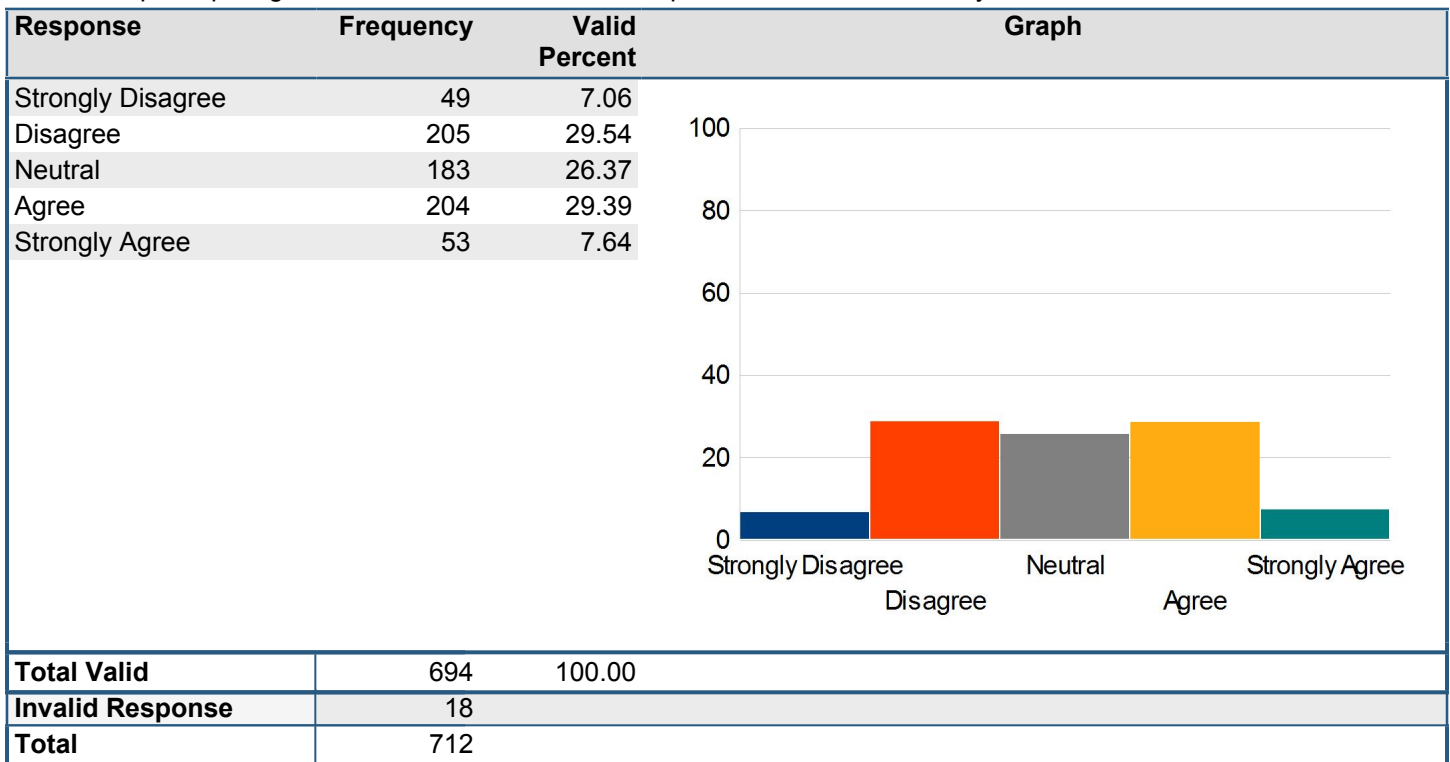 Response Frequency Valid Percent Graph
Strongly Disagree 49 7.06
Disagree 205 29.54
Neutral 183 26.37
Agree 204 29.39
Strongly Agree 53 7.64
100
80
60
40
20
0
Strongly Disagree Neutral Strongly Agree
Disagree Agree
Total Valid 694 100.00
Invalid Response 18
Total 712